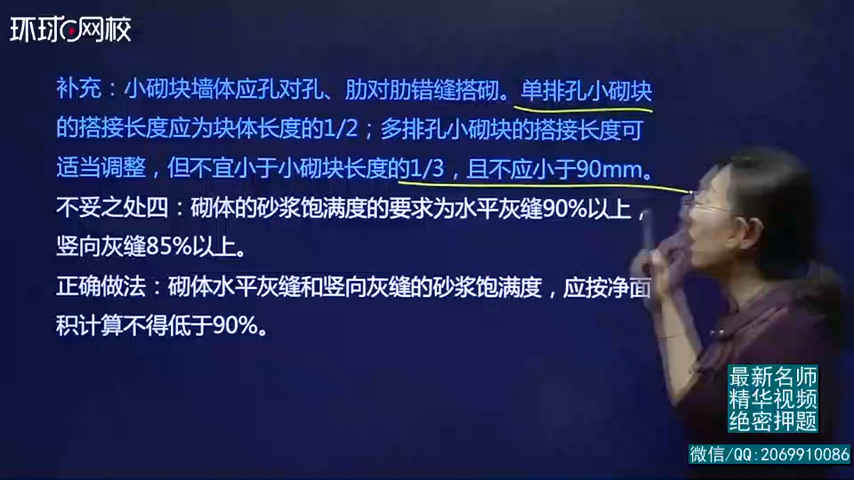 环球网校
补充：小砌块墙体应孔对孔、肋对肋错缝搭砌。单排孔小砌块
的搭接长度应为块体长度的1/2；多排孔小砌块的搭接长度可
适当调整，但不宜小于小砌块长度的1/3，且不应小于90mm。
不妥之处四：砌体的砂浆饱满度的要求为水平灰缝90%以上，
竖向灰缝85%以上。
正确做法：砌体水平灰缝和竖向灰缝的砂浆饱满度，应按净面
积计算不得低于90%。
最新名师
精华视频
绝密押题
微信/QQ:2069910086